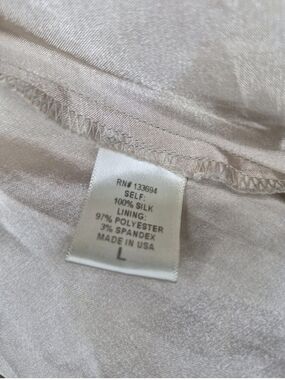 RN# 133694
SELF:
100% SILK
LINING:
97% POLYESTER
3% SPANDEX
MADE IN USA
L